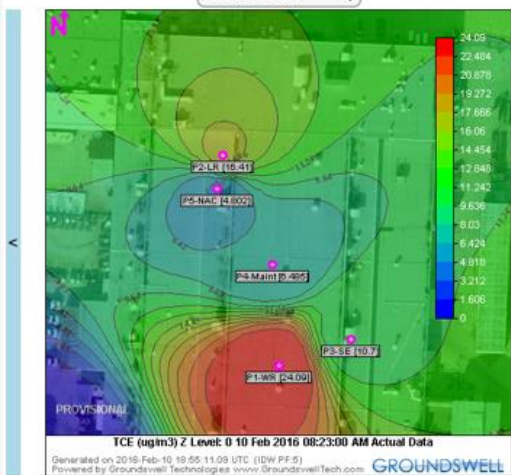 N
24.09
22.484
20.878
19.272
17.666
16.06
14.454
12.848
11.242
9.636
8.03
6.424
4.818
3.212
1.606
0
P2-LR [16.41]
P5-NAC [4.802]
P4-Maint [6.485]
P3-SE [10.7]
P1-WR [24.09]
PROVISIONAL
TCE (ug/m3) Z Level: 0 10 Feb 2016 08:23:00 AM Actual Data
Generated on 2016-Feb-10 18:55:11.09 UTC (IDW PF:5)
Powered by Groundswell Technologies www.GroundswellTech.com GROUNDSWELL
<